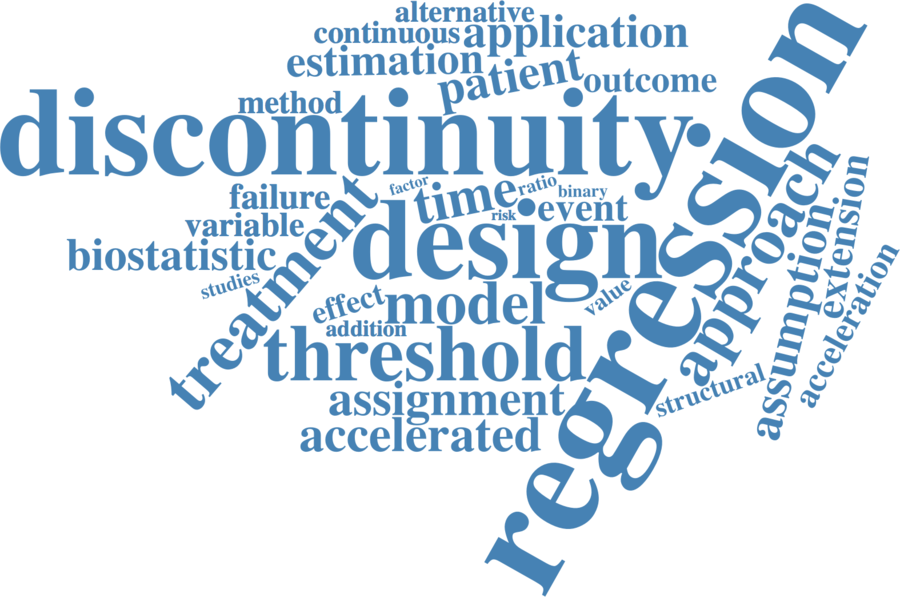 alternative
continuous
application
estimation
patient
outcome
method
discontinuity
regression
failure
factor
time
ratio
binary
variable
treatment
risk
event
design
approach
biostatistic
studies
effect
model
value
addition
threshold
assumption
extension
acceleration
structural
assignment
accelerated